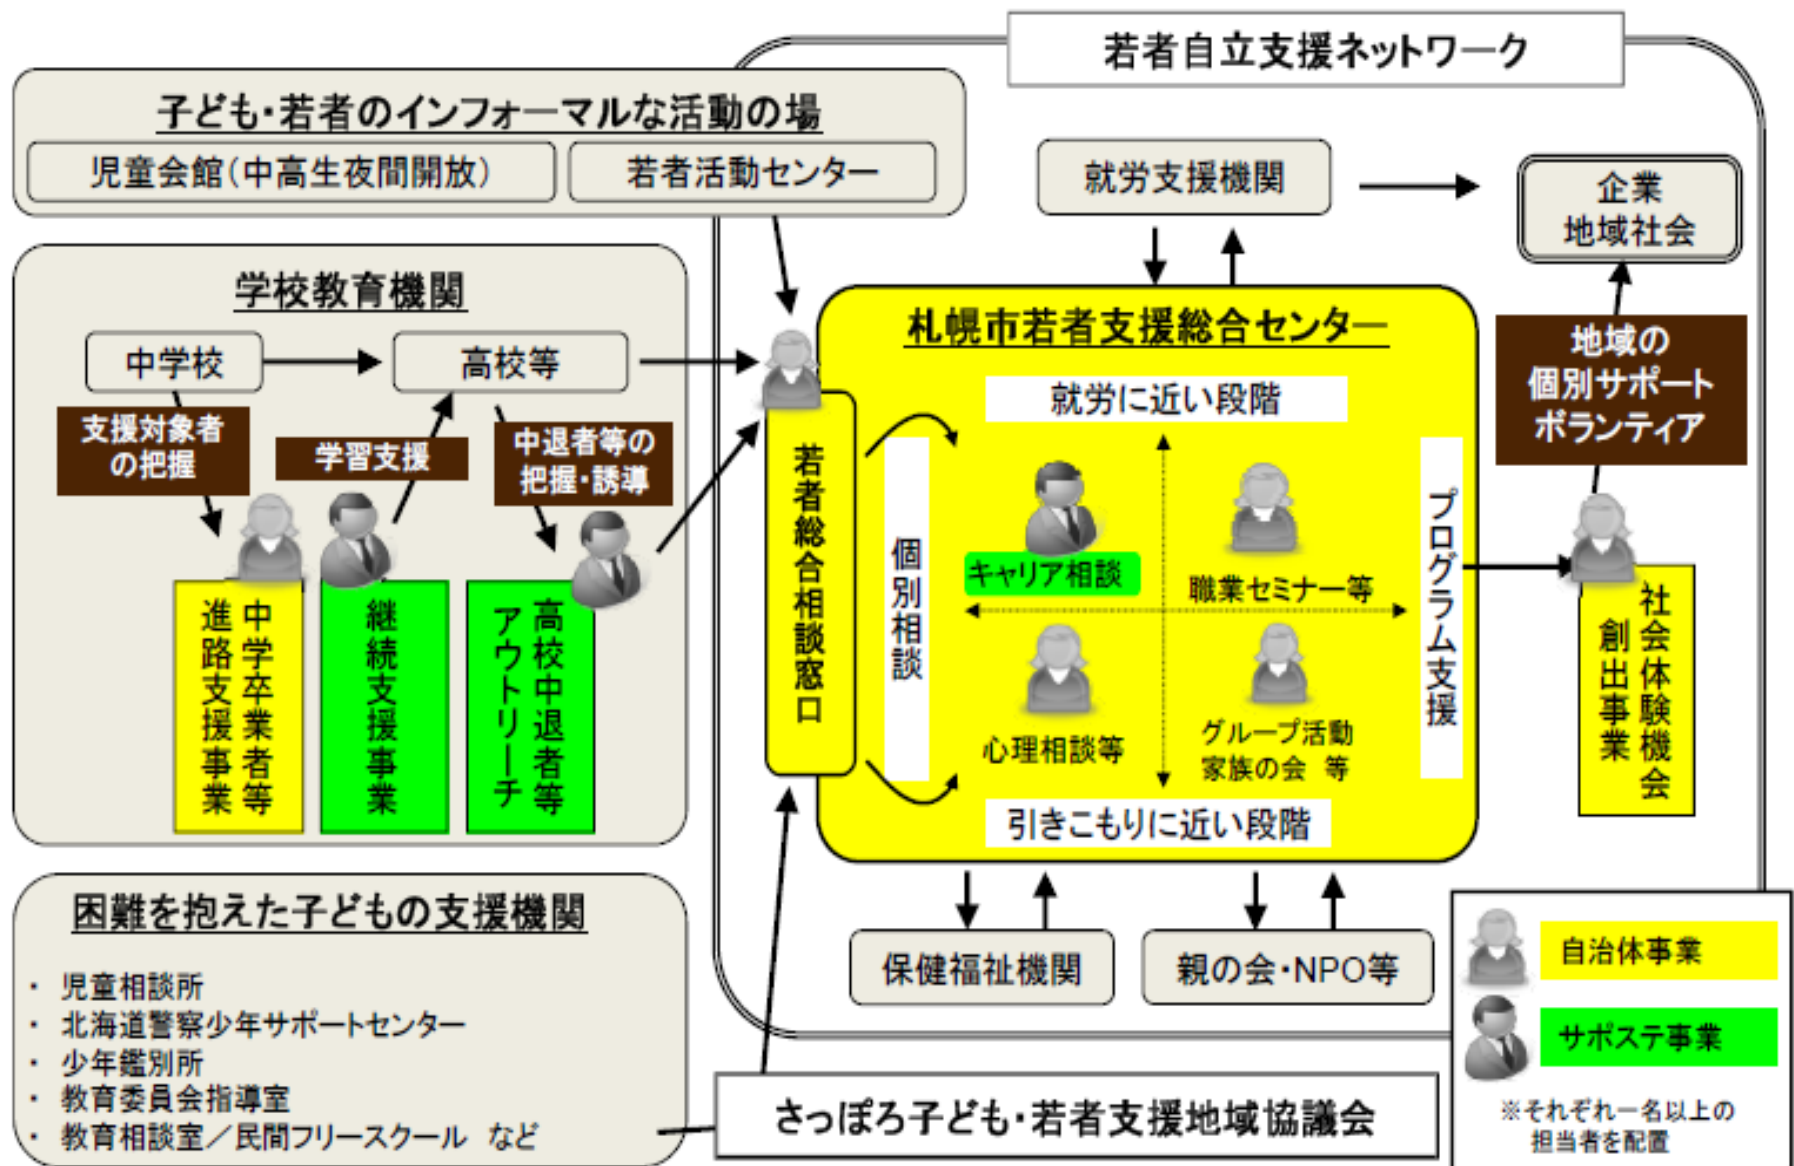 若者自立支援ネットワーク
子ども・若者のインフォーマルな活動の場
児童会館(中高生夜間開放)
若者活動センター
就労支援機関
企業
地域社会
学校教育機関
中学校
高校等
支援対象者
の把握
学習支援
中退者等の
把握・誘導
中学卒業者等
進路支援事業
継続支援事業
高校中退者等
アウトリーチ
札幌市若者支援総合センター
若者総合相談窓口
就労に近い段階
個別相談
キャリア相談
職業セミナー等
心理相談等
グループ活動
家族の会 等
プログラム支援
引きこもりに近い段階
地域の
個別サポート
ボランティア
社会体験機会
創出事業
困難を抱えた子どもの支援機関
・ 児童相談所
・ 北海道警察少年サポートセンター
・ 少年鑑別所
・ 教育委員会指導室
・ 教育相談室/民間フリースクール など
保健福祉機関
親の会・NPO等
さっぽろ子ども・若者支援地域協議会
自治体事業
サポステ事業
※それぞれ一名以上の
担当者を配置